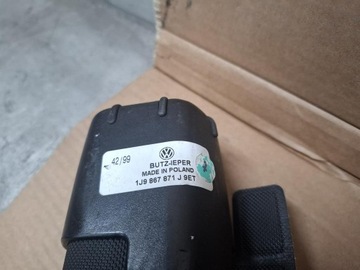 42/99
BUTZ-IEPER
MADE IN POLAND
1J9 867 871 J 9ET